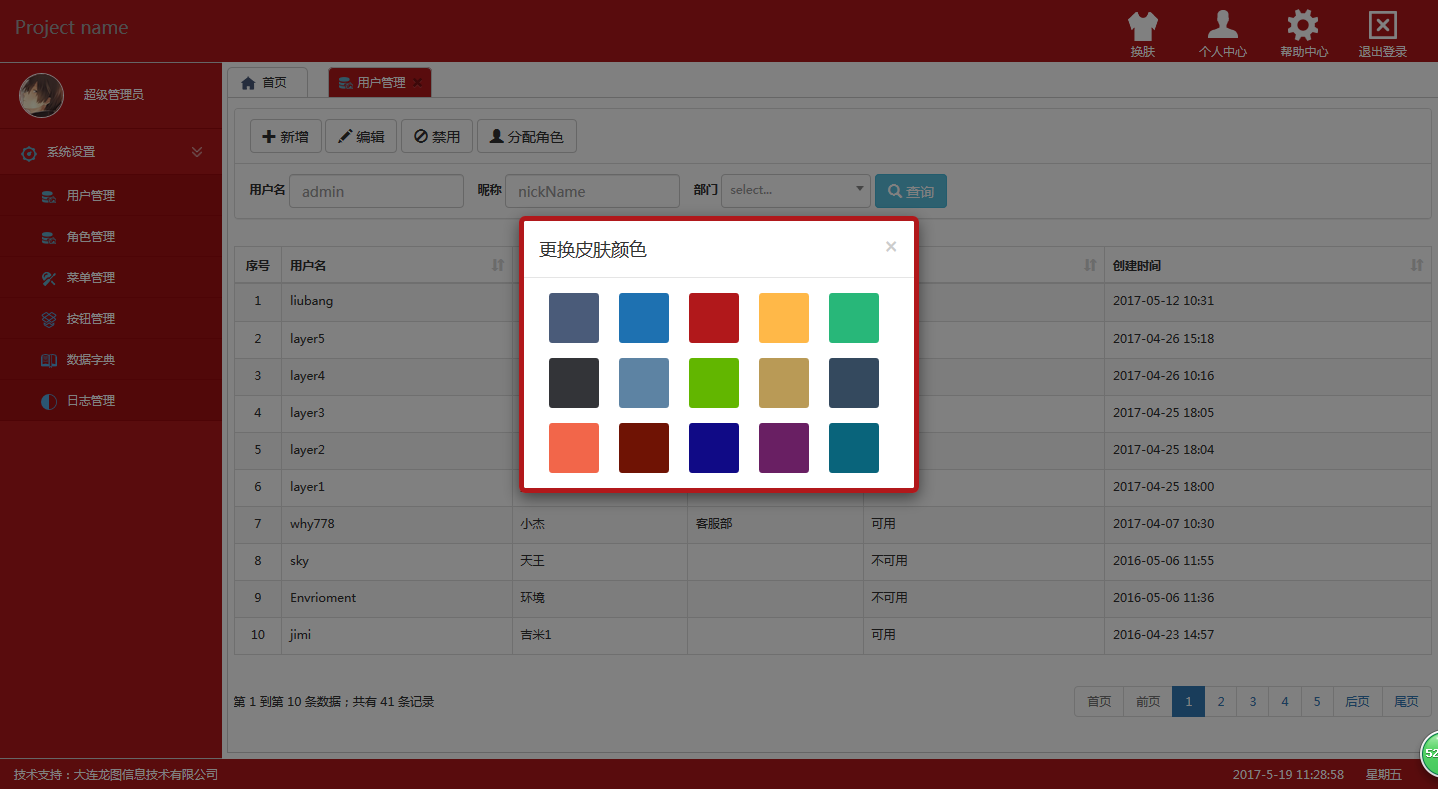 Project name
换肤 个人中心 帮助中心 退出登录
超级管理员
系统设置
用户管理
角色管理
菜单管理
按钮管理
数据字典
日志管理
首页 用户管理 ×
新增 编辑 禁用 分配角色
用户名 admin 昵称 nickName 部门 select... 查询
更换皮肤颜色 ×
序号 用户名 创建时间
1 liubang 2017-05-12 10:31
2 layer5 2017-04-26 15:18
3 layer4 2017-04-26 10:16
4 layer3 2017-04-25 18:05
5 layer2 2017-04-25 18:04
6 layer1 2017-04-25 18:00
7 why778 小杰 客服部 可用 2017-04-07 10:30
8 sky 天王 不可用 2016-05-06 11:55
9 Envrioment 环境 不可用 2016-05-06 11:36
10 jimi 吉米1 可用 2016-04-23 14:57
第 1 到第 10 条数据；共有 41 条记录
首页 前页 1 2 3 4 5 后页 尾页
52
技术支持：大连龙图信息技术有限公司
2017-5-19 11:28:58 星期五